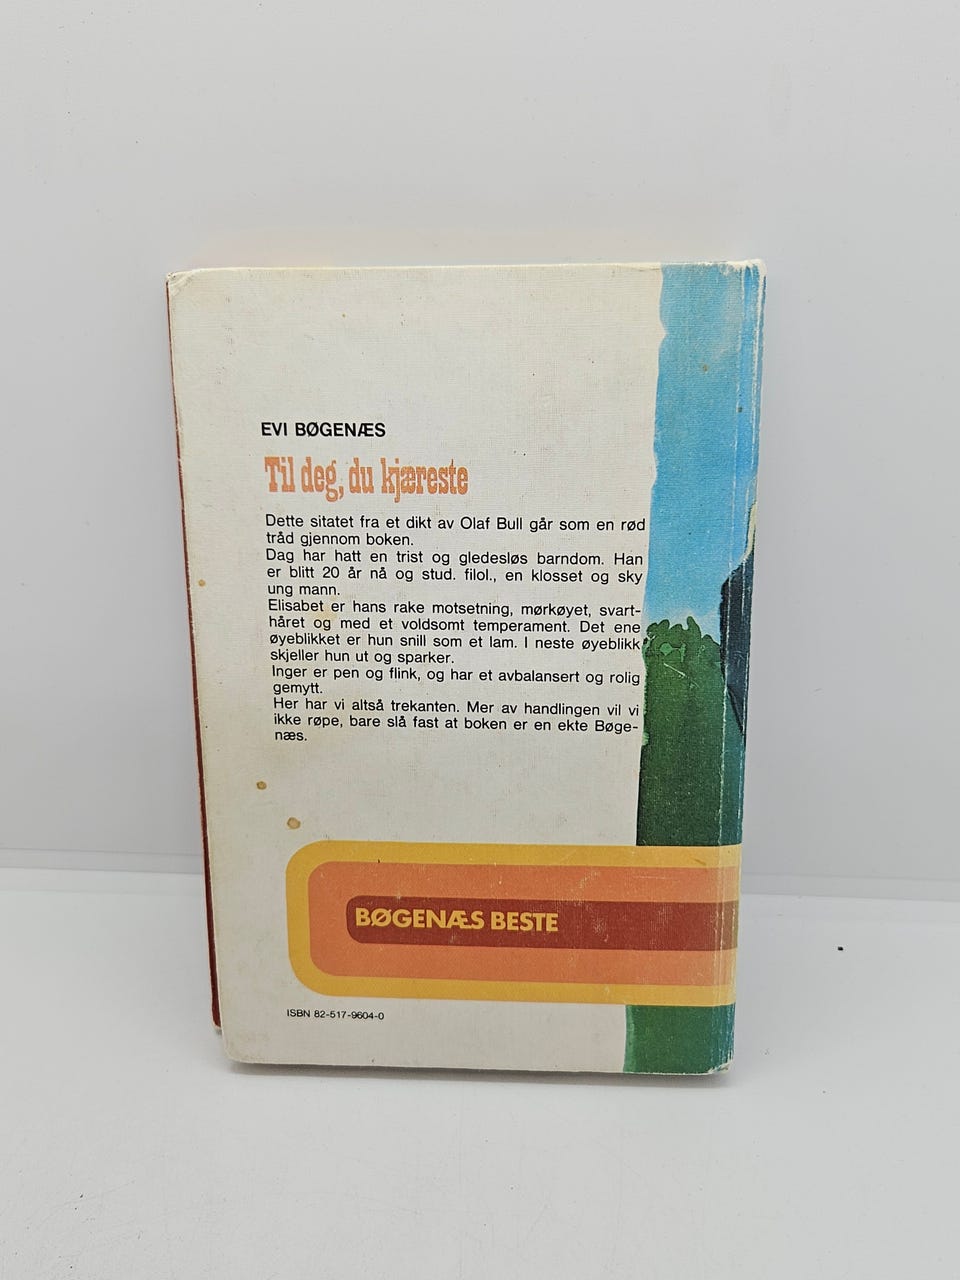 EVI BØGENÆS
Til deg, du kjæreste
Dette sitatet fra et dikt av Olaf Bull går som en rød
tråd gjennom boken.
Dag har hatt en trist og gledesløs barndom. Han
er blitt 20 år nå og stud. filol., en klosset og sky
ung mann.
Elisabet er hans rake motsetning, mørkøyet, svart-
håret og med et voldsomt temperament. Det ene
øyeblikket er hun snill som et lam. I neste øyeblikk
skjeller hun ut og sparker.
Inger er pen og flink, og har et avbalansert og rolig
gemytt.
Her har vi altså trekanten. Mer av handlingen vil vi
ikke røpe, bare slå fast at boken er en ekte Bøge-
næs.
BØGENÆS BESTE
ISBN 82-517-9604-0